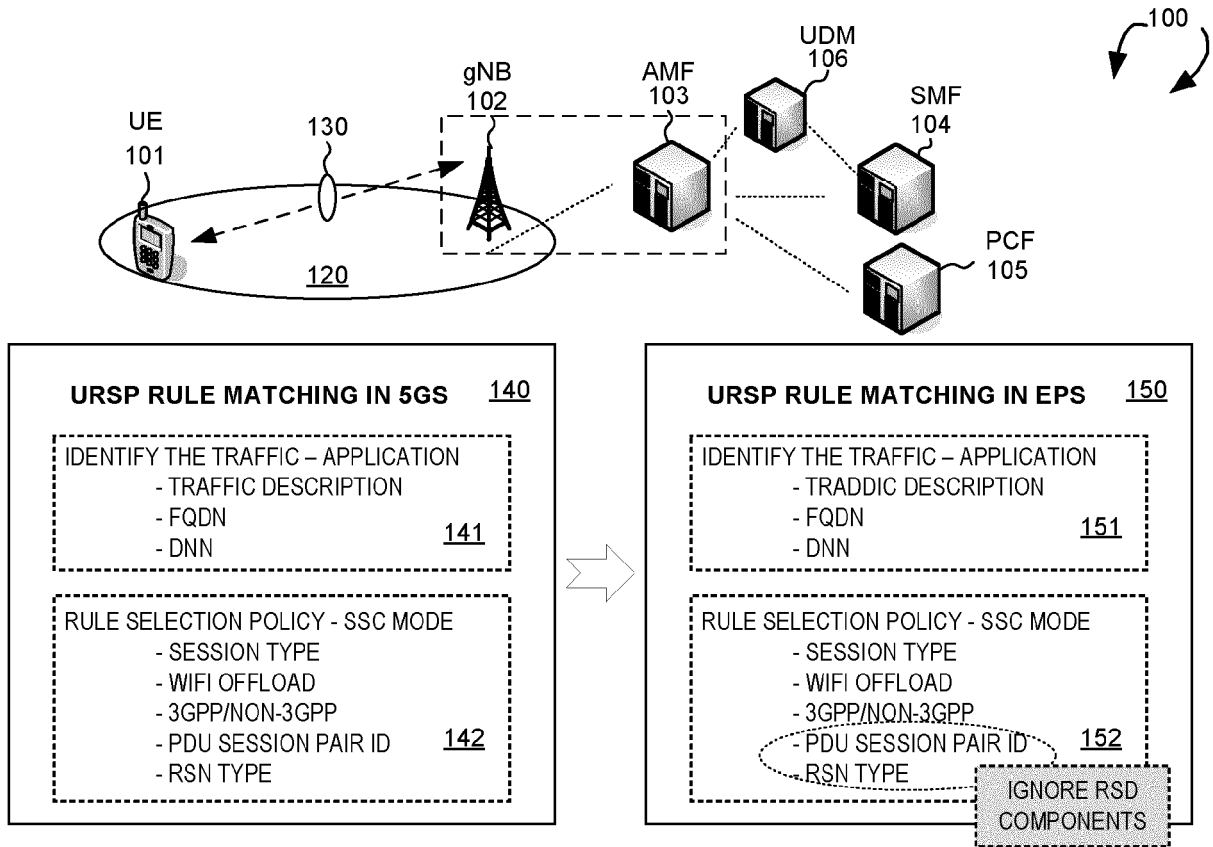 100
UDM
106
gNB
102
AMF
103
SMF
104
UE
101
130
120
PCF
105
URSP RULE MATCHING IN 5GS 140
IDENTIFY THE TRAFFIC – APPLICATION
- TRAFFIC DESCRIPTION
- FQDN
- DNN
141
RULE SELECTION POLICY - SSC MODE
- SESSION TYPE
- WIFI OFFLOAD
- 3GPP/NON-3GPP
- PDU SESSION PAIR ID
- RSN TYPE
142
URSP RULE MATCHING IN EPS 150
IDENTIFY THE TRAFFIC – APPLICATION
- TRADDIC DESCRIPTION
- FQDN
- DNN
151
RULE SELECTION POLICY - SSC MODE
- SESSION TYPE
- WIFI OFFLOAD
- 3GPP/NON-3GPP
- PDU SESSION PAIR ID
- RSN TYPE
152
IGNORE RSD
COMPONENTS